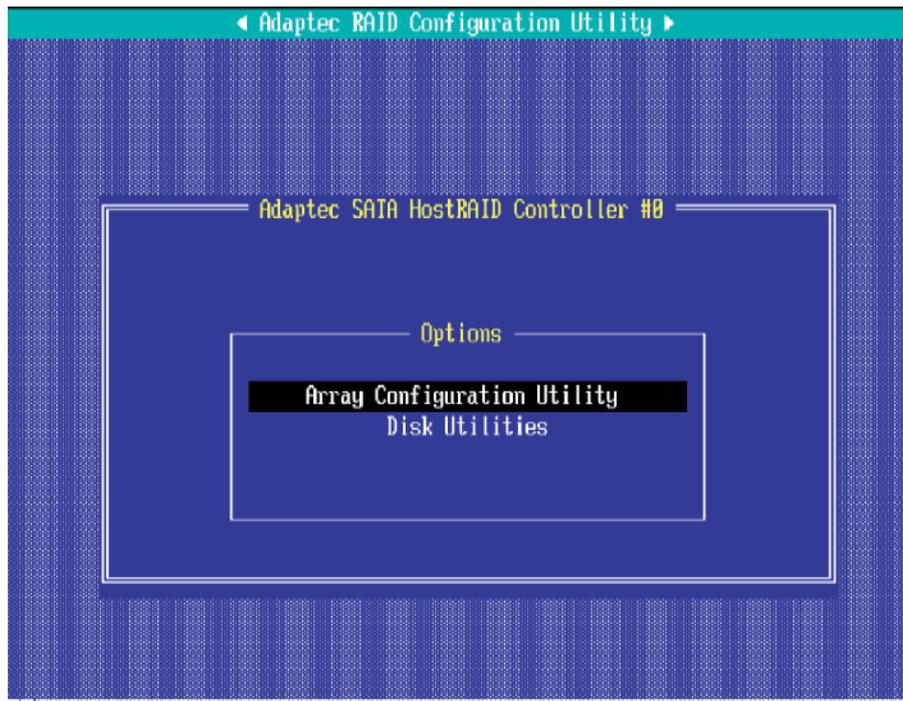 ◄ Adaptec RAID Configuration Utility ►
Adaptec SATA HostRAID Controller #0
Options
Array Configuration Utility
Disk Utilities